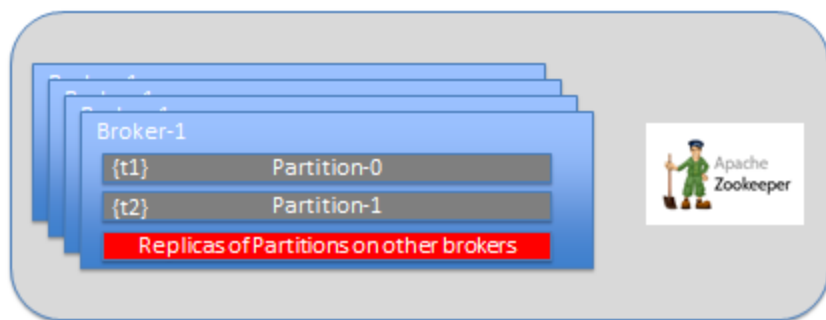 Broker-1
{t1} Partition-0
{t2} Partition-1
Replicas of Partitions on other brokers
Apache
Zookeeper